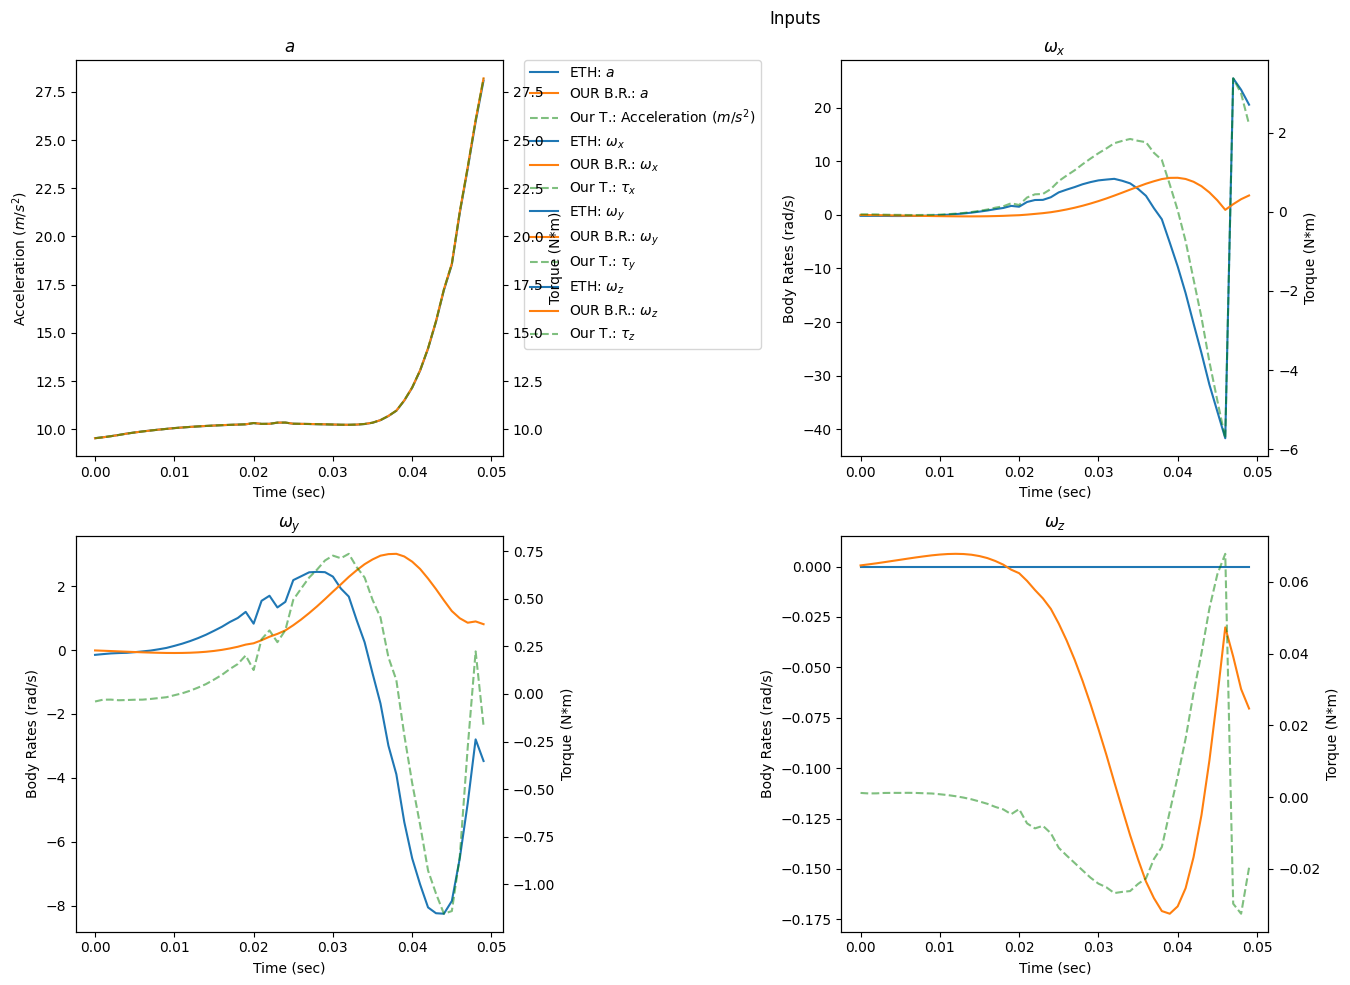 Inputs
a
27.5
25.0
22.5
20.0
17.5
15.0
12.5
10.0
Acceleration (m/s²)
0.00 0.01 0.02 0.03 0.04 0.05
Time (sec)
27.5
25.0
22.5
20.0
17.5
15.0
12.5
10.0
Torque (N*m)
ETH: a
OUR B.R.: a
Our T.: Acceleration (m/s²)
ETH: ωx
OUR B.R.: ωx
Our T.: τx
ETH: ωy
OUR B.R.: ωy
Our T.: τy
ETH: ωz
OUR B.R.: ωz
Our T.: τz
ωx
20
10
0
−10
−20
−30
−40
Body Rates (rad/s)
0.00 0.01 0.02 0.03 0.04 0.05
Time (sec)
2
0
−2
−4
−6
Torque (N*m)
ωy
2
0
−2
−4
−6
−8
Body Rates (rad/s)
0.00 0.01 0.02 0.03 0.04 0.05
Time (sec)
0.75
0.50
0.25
0.00
−0.25
−0.50
−0.75
−1.00
Torque (N*m)
ωz
0.000
−0.025
−0.050
−0.075
−0.100
−0.125
−0.150
−0.175
Body Rates (rad/s)
0.00 0.01 0.02 0.03 0.04 0.05
Time (sec)
0.06
0.04
0.02
0.00
−0.02
Torque (N*m)